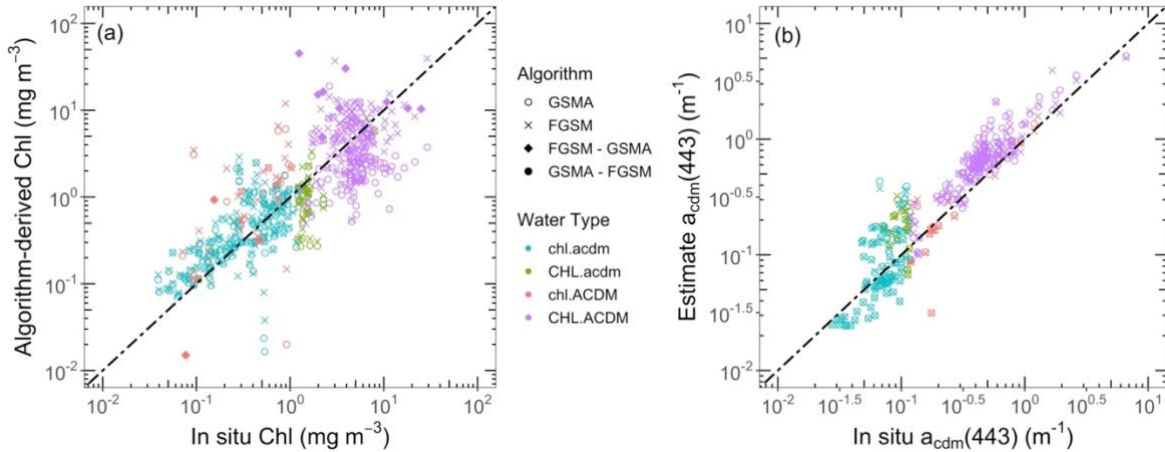 (a)
Algorithm-derived Chl (mg m⁻³)
10²
10¹
10⁰
10⁻¹
10⁻²
10⁻² 10⁻¹ 10⁰ 10¹ 10²
In situ Chl (mg m⁻³)
Algorithm
GSMA
FGSM
FGSM - GSMA
GSMA - FGSM
Water Type
chl.acdm
CHL.acdm
chl.ACDM
CHL.ACDM
(b)
Estimate a_cdm(443) (m⁻¹)
10¹
10^0.5
10⁻⁰
10^-0.5
10⁻¹
10^-1.5
10⁻²
10⁻² 10^-1.5 10⁻¹ 10^-0.5 10⁻⁰ 10^0.5 10¹
In situ a_cdm(443) (m⁻¹)